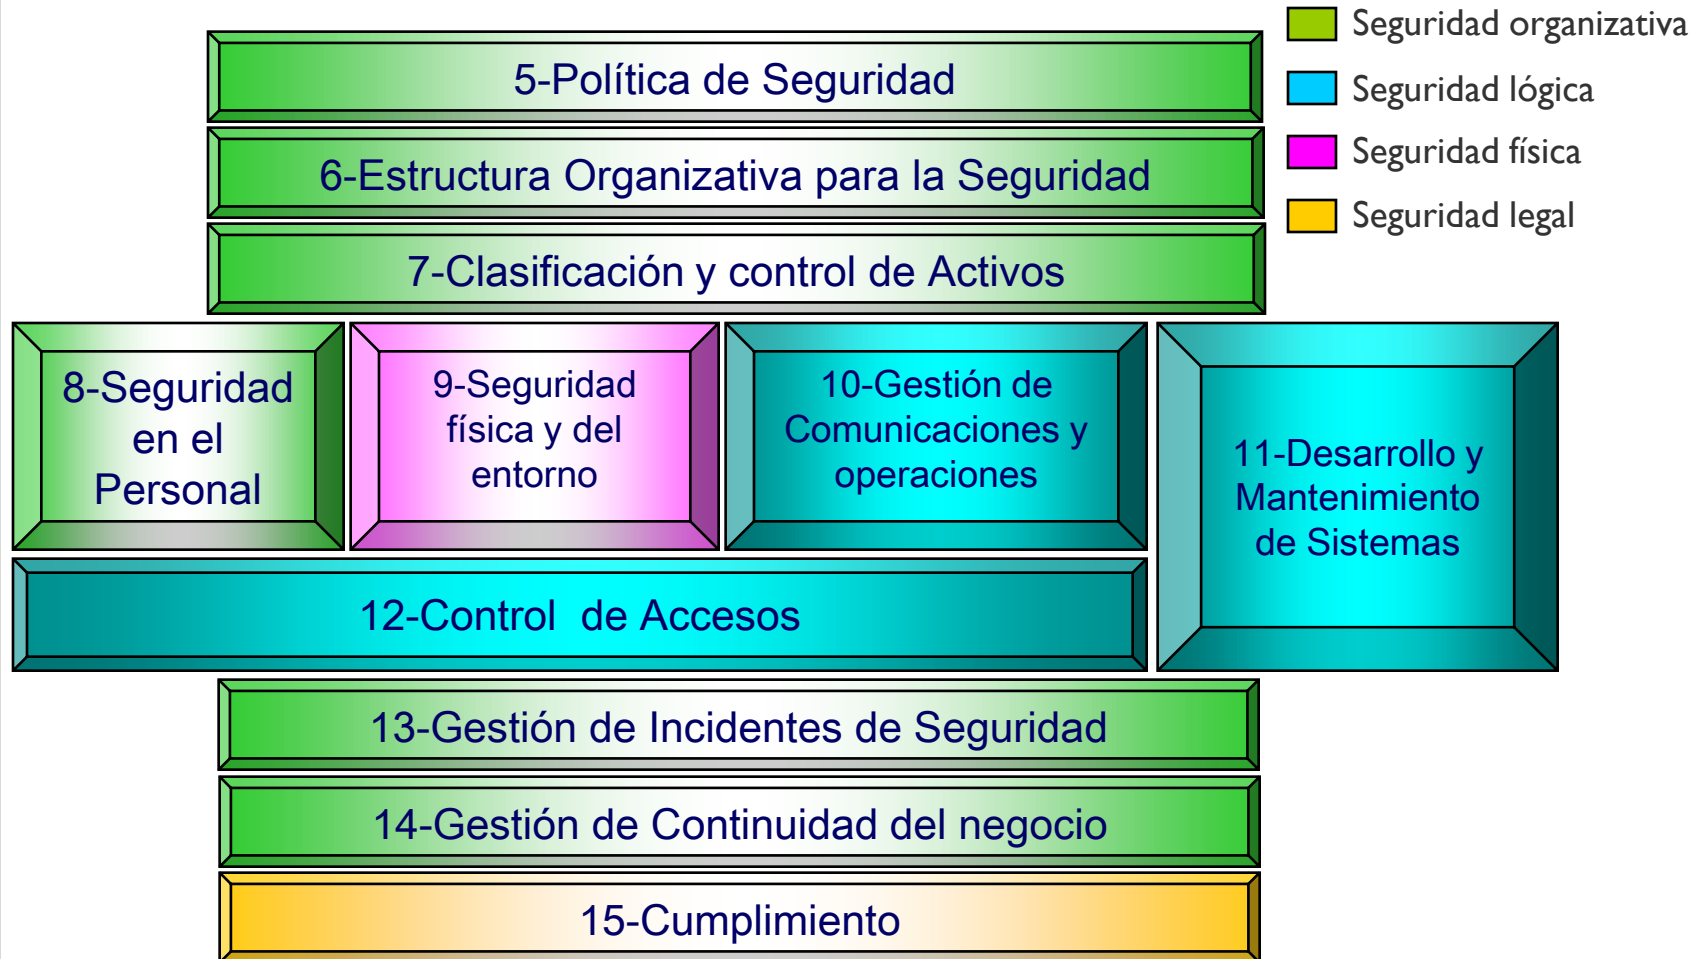 Seguridad organizativa
Seguridad lógica
Seguridad física
Seguridad legal
5-Política de Seguridad
6-Estructura Organizativa para la Seguridad
7-Clasificación y control de Activos
8-Seguridad
en el
Personal
9-Seguridad
física y del
entorno
10-Gestión de
Comunicaciones y
operaciones
11-Desarrollo y
Mantenimiento
de Sistemas
12-Control  de Accesos
13-Gestión de Incidentes de Seguridad
14-Gestión de Continuidad del negocio
15-Cumplimiento